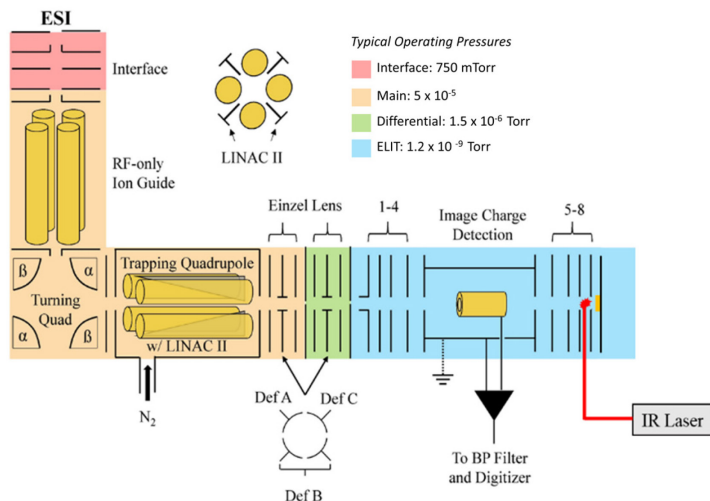 ESI
Typical Operating Pressures
Interface
Interface: 750 mTorr
Main: 5 x 10⁻⁵
Differential: 1.5 x 10⁻⁶ Torr
ELIT: 1.2 x 10⁻⁹ Torr
LINAC II
RF-only
Ion Guide
Einzel Lens
1-4
Image Charge
Detection
5-8
β
α
Turning
Quad
α
β
Trapping Quadrupole
w/ LINAC II
N₂
Def A
Def C
Def B
To BP Filter
and Digitizer
IR Laser